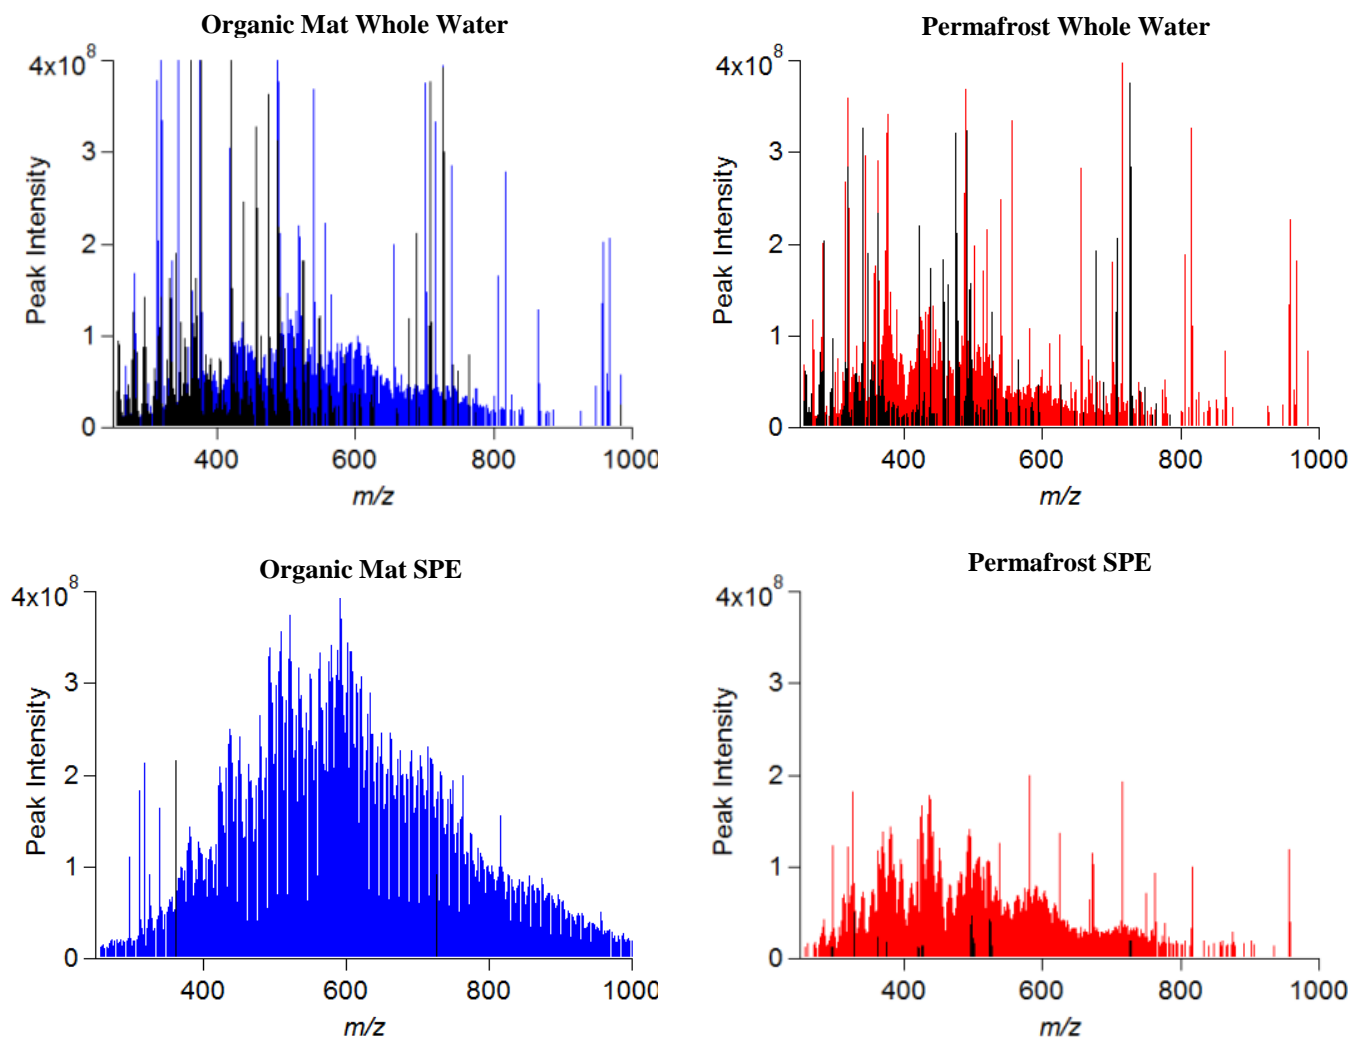 Organic Mat Whole Water
4x10^8
3
2
1
0
Peak Intensity
400 600 800 1000
m/z
Permafrost Whole Water
4x10^8
3
2
1
0
Peak Intensity
400 600 800 1000
m/z
Organic Mat SPE
4x10^8
3
2
1
0
Peak Intensity
400 600 800 1000
m/z
Permafrost SPE
4x10^8
3
2
1
0
Peak Intensity
400 600 800 1000
m/z